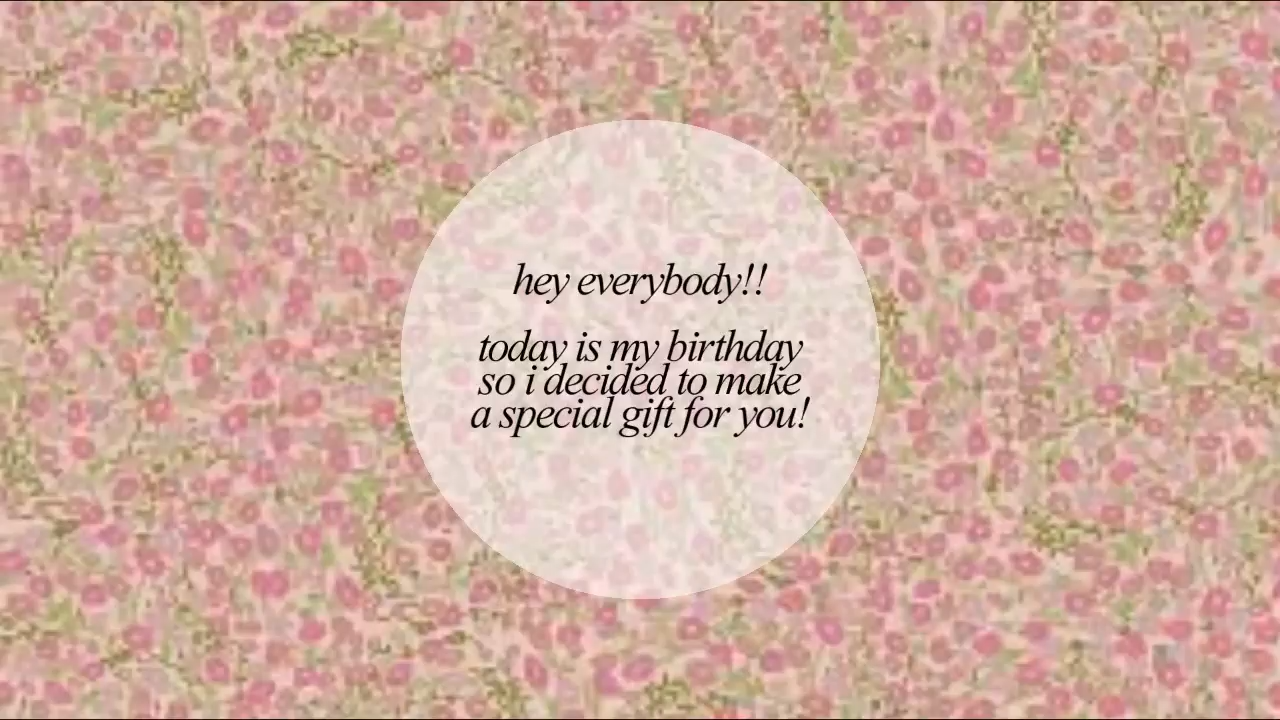 hey everybody!!
today is my birthday
so i decided to make
a special gift for you!